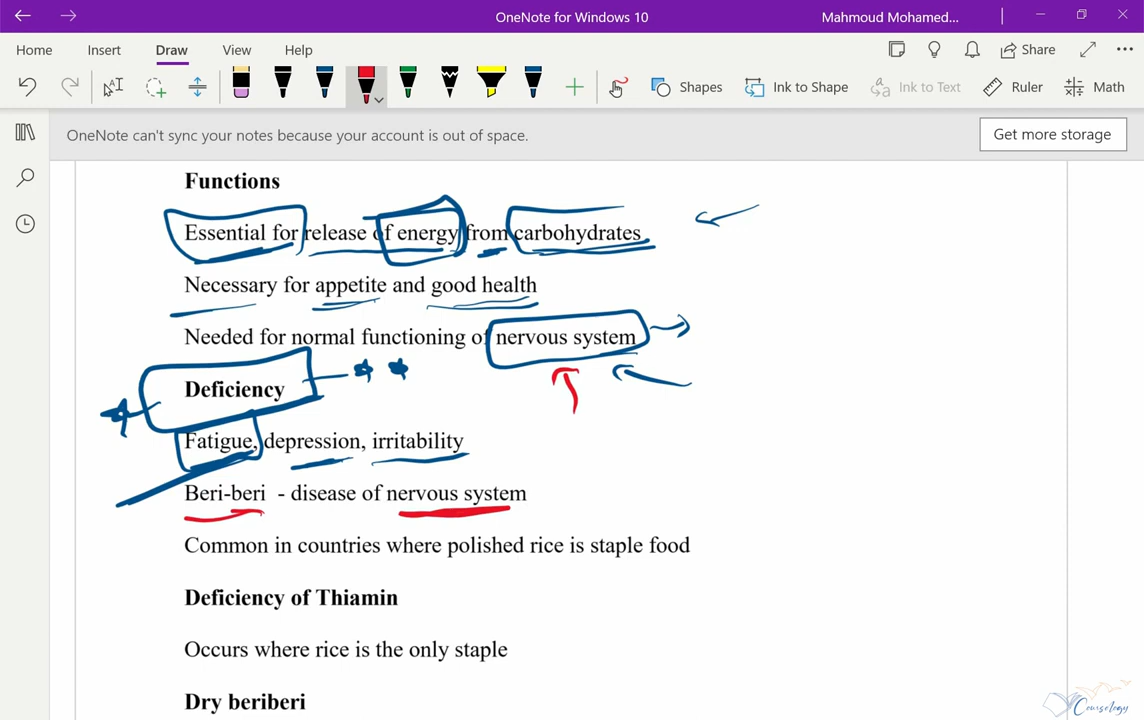 OneNote for Windows 10
Mahmoud Mohamed...
Home Insert Draw View Help
Share
Shapes Ink to Shape Ink to Text Ruler Math
OneNote can't sync your notes because your account is out of space.
Get more storage
Functions
Essential for release of energy from carbohydrates
Necessary for appetite and good health
Needed for normal functioning of nervous system
Deficiency
Fatigue, depression, irritability
Beri-beri - disease of nervous system
Common in countries where polished rice is staple food
Deficiency of Thiamin
Occurs where rice is the only staple
Dry beriberi
Courselogy